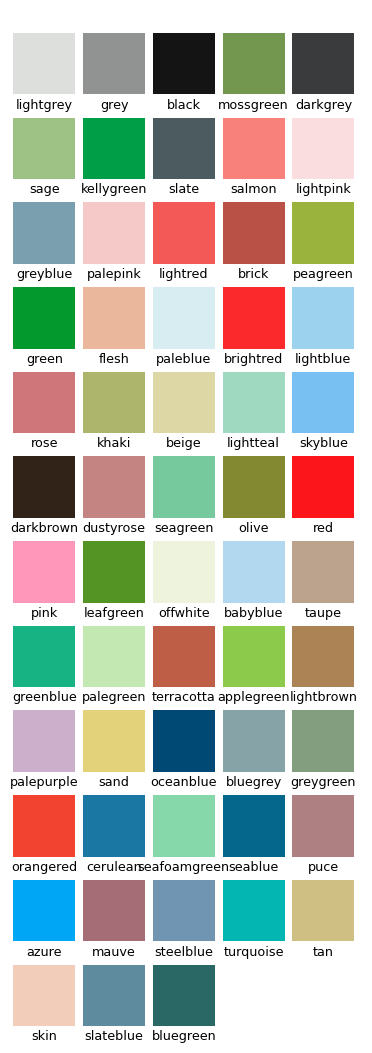 lightgrey grey black mossgreen darkgrey
sage kellygreen slate salmon lightpink
greyblue palepink lightred brick peagreen
green flesh paleblue brightred lightblue
rose khaki beige lightteal skyblue
darkbrown dustyrose seagreen olive red
pink leafgreen offwhite babyblue taupe
greenblue palegreen terracotta applegreen lightbrown
palepurple sand oceanblue bluegrey greygreen
orangered cerulean seafoamgreen seablue puce
azure mauve steelblue turquoise tan
skin slateblue bluegreen